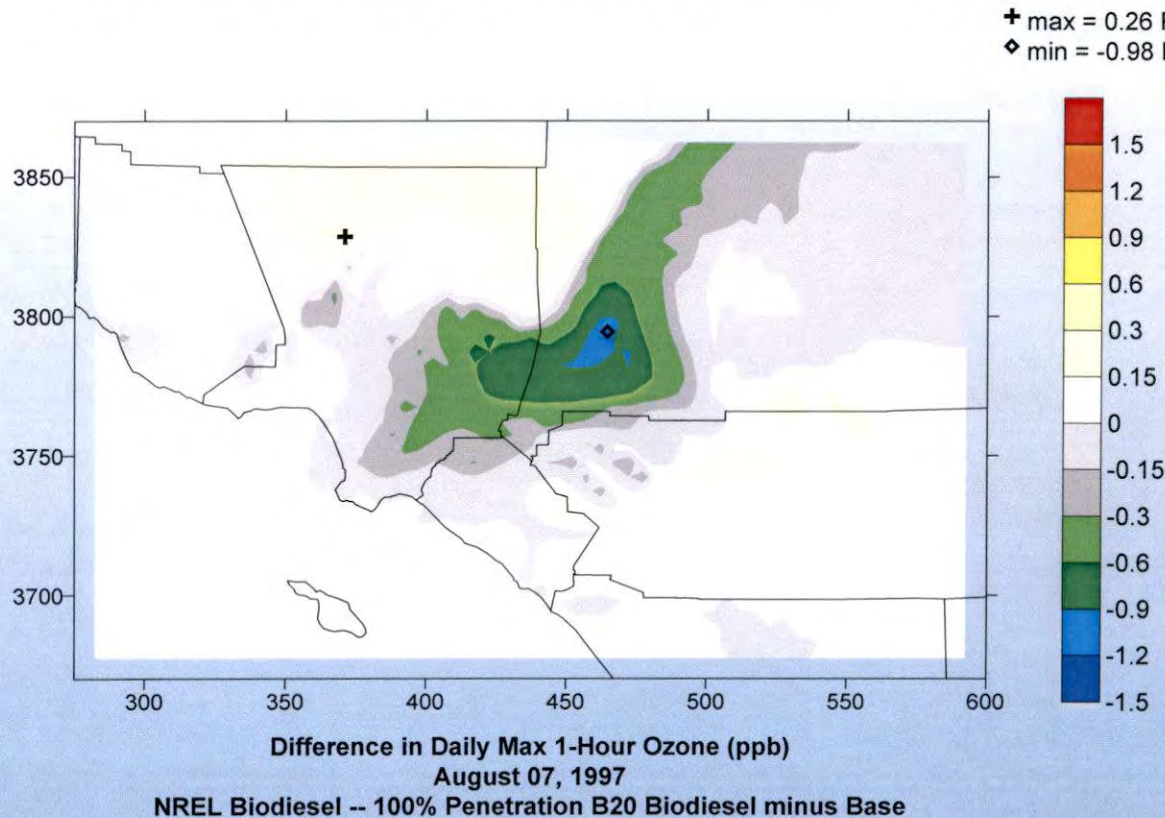 + max = 0.26
◇ min = -0.98
3850
3800
3750
3700
300 350 400 450 500 550 600
1.5
1.2
0.9
0.6
0.3
0.15
0
-0.15
-0.3
-0.6
-0.9
-1.2
-1.5
Difference in Daily Max 1-Hour Ozone (ppb)
August 07, 1997
NREL Biodiesel -- 100% Penetration B20 Biodiesel minus Base